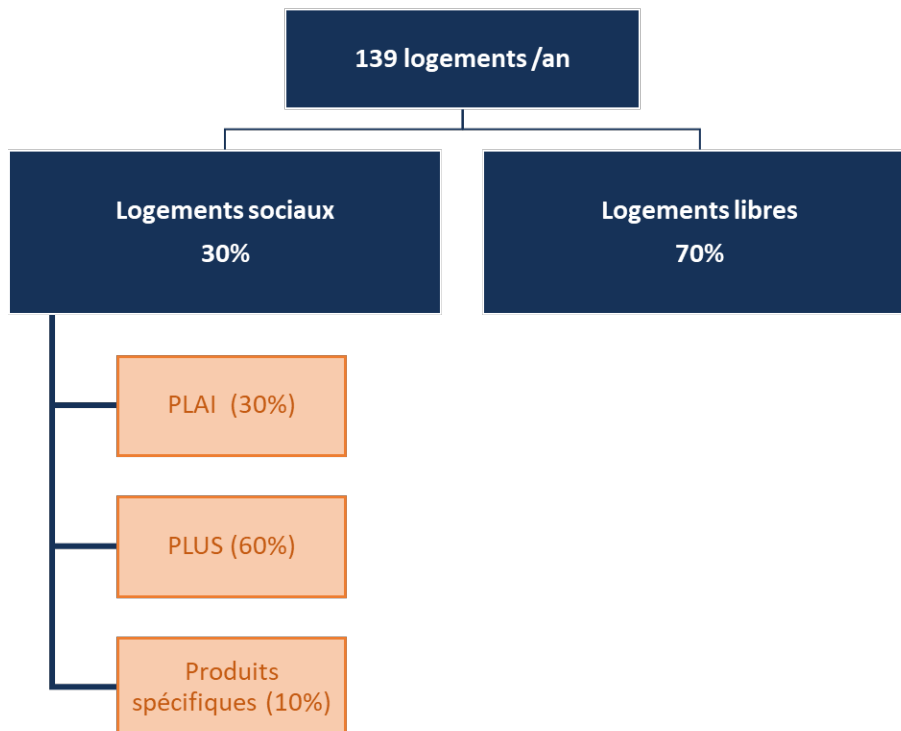 139 logements /an
Logements sociaux
30%
Logements libres
70%
PLAI (30%)
PLUS (60%)
Produits
spécifiques (10%)